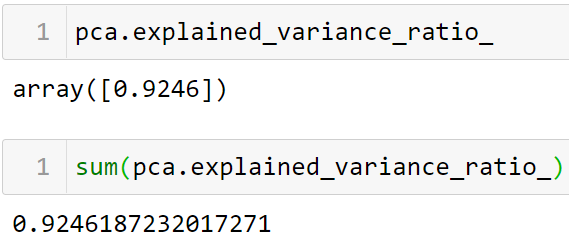 1 pca.explained_variance_ratio_
array([0.9246])
1 sum(pca.explained_variance_ratio_)
0.9246187232017271